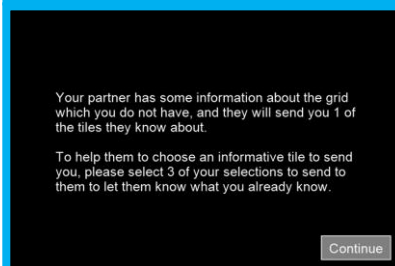 Your partner has some information about the grid
which you do not have, and they will send you 1 of
the tiles they know about.
To help them to choose an informative tile to send
you, please select 3 of your selections to send to
them to let them know what you already know.
Continue